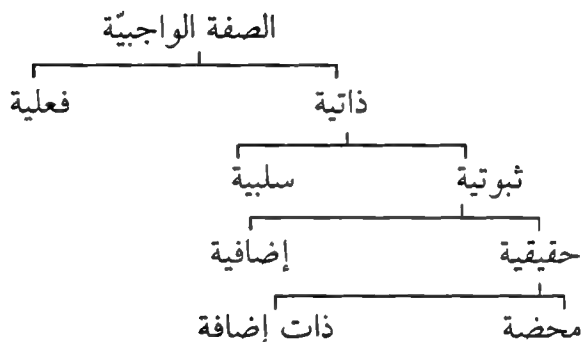 الصفة الواجبيّة
ذاتية فعلية
ثبوتية سلبية
حقيقية إضافية
محضة ذات إضافة